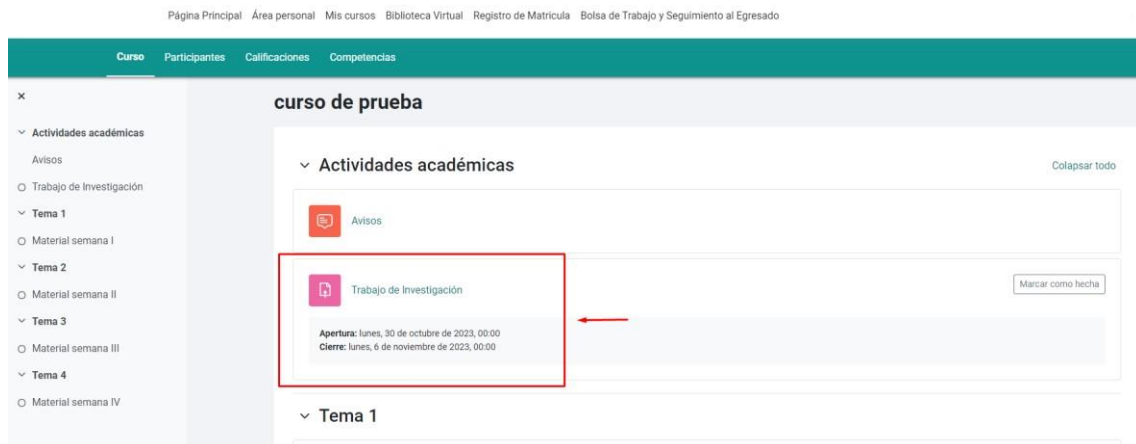 Página Principal Área personal Mis cursos Biblioteca Virtual Registro de Matricula Bolsa de Trabajo y Seguimiento al Egresado
Curso Participantes Calificaciones Competencias
Actividades académicas
Avisos
Trabajo de Investigación
Tema 1
Material semana I
Tema 2
Material semana II
Tema 3
Material semana III
Tema 4
Material semana IV
curso de prueba
Actividades académicas
Colapsar todo
Avisos
Trabajo de Investigación
Marcar como hecha
Apertura: lunes, 30 de octubre de 2023, 00:00
Cierre: lunes, 6 de noviembre de 2023, 00:00
Tema 1